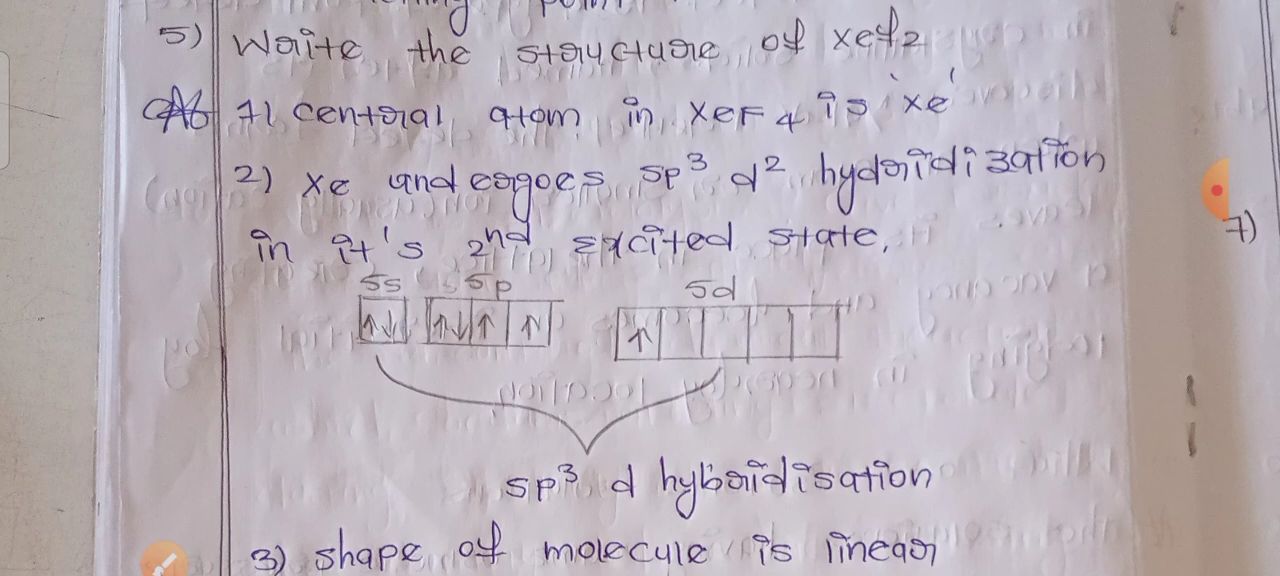 5) Write the structure of xef2
1) central atom in XeF4 is 'xe'
2) xe undergoes sp³ d² hydridization
in it's 2nd Excited state.
5s 5p 5d
↑↓ ↑↓ ↑ ↑ ↑
sp³ d hybridisation
3) shape of molecule is linear
7)